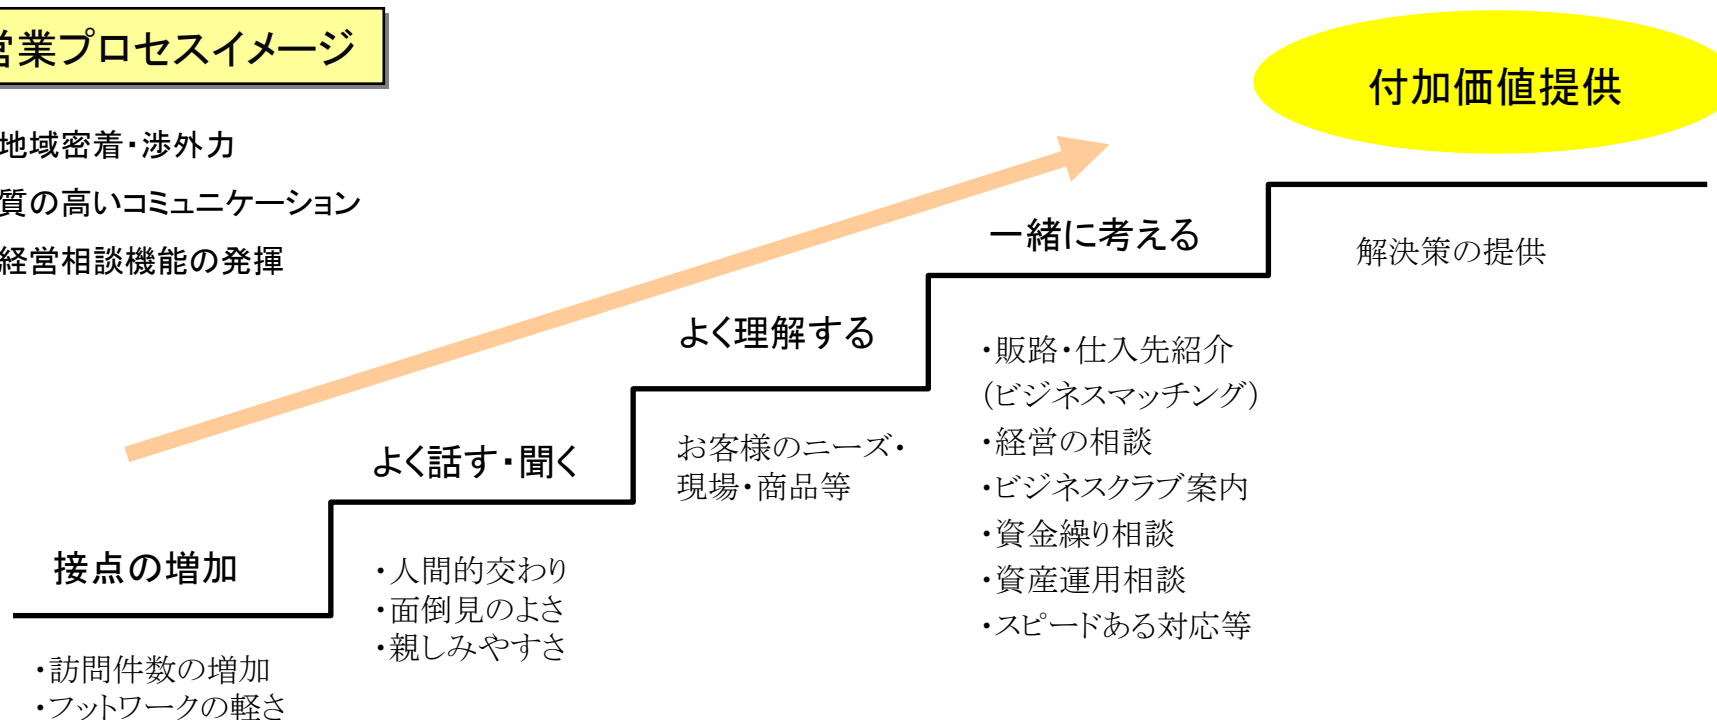 営業プロセスイメージ
付加価値提供
地域密着・渉外力
質の高いコミュニケーション
経営相談機能の発揮
一緒に考える
解決策の提供
よく理解する
・販路・仕入先紹介
(ビジネスマッチング)
・経営の相談
・ビジネスクラブ案内
・資金繰り相談
・資産運用相談
・スピードある対応等
よく話す・聞く
お客様のニーズ・
現場・商品等
接点の増加
・人間的交わり
・面倒見のよさ
・親しみやすさ
・訪問件数の増加
・フットワークの軽さ